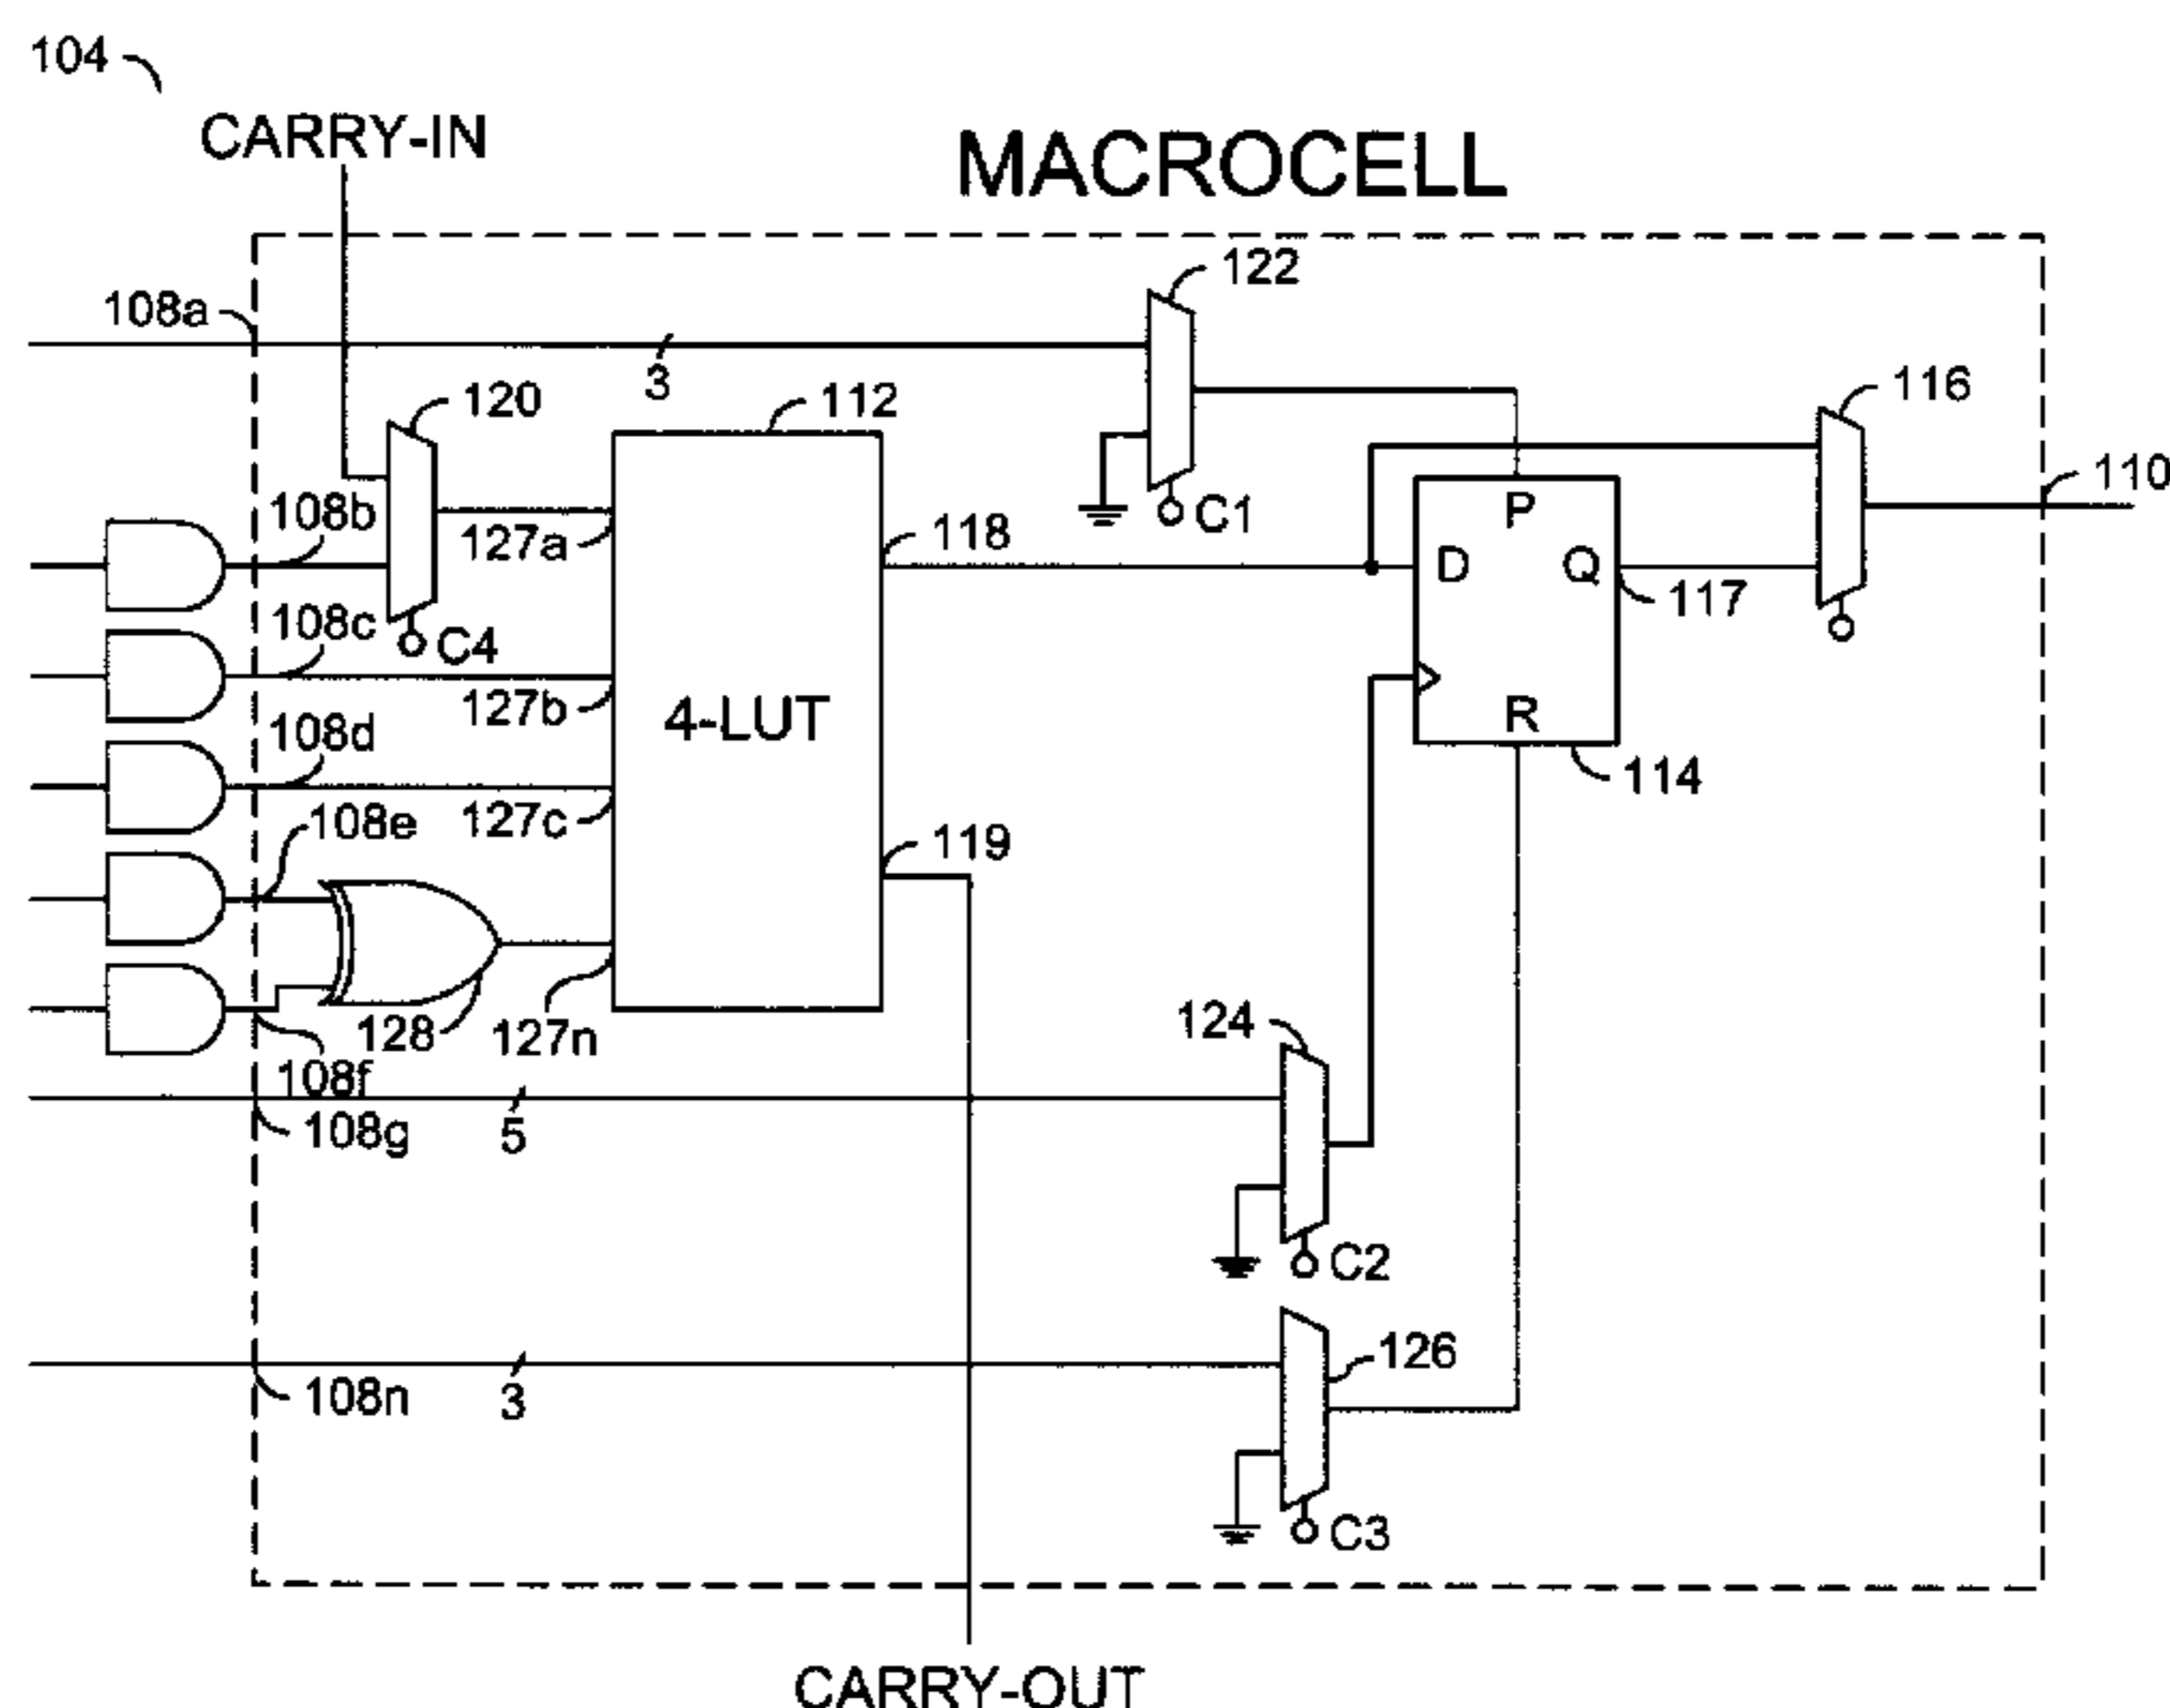 104
CARRY-IN
MACROCELL
122
108a
3
120
112
116
110
108b
C1
127a
118
P
D
Q
117
108c
C4
127b
4-LUT
R
108d
114
127c
108e
119
128
127n
124
108f
108g
5
C2
126
108n
3
C3
CARRY-OUT